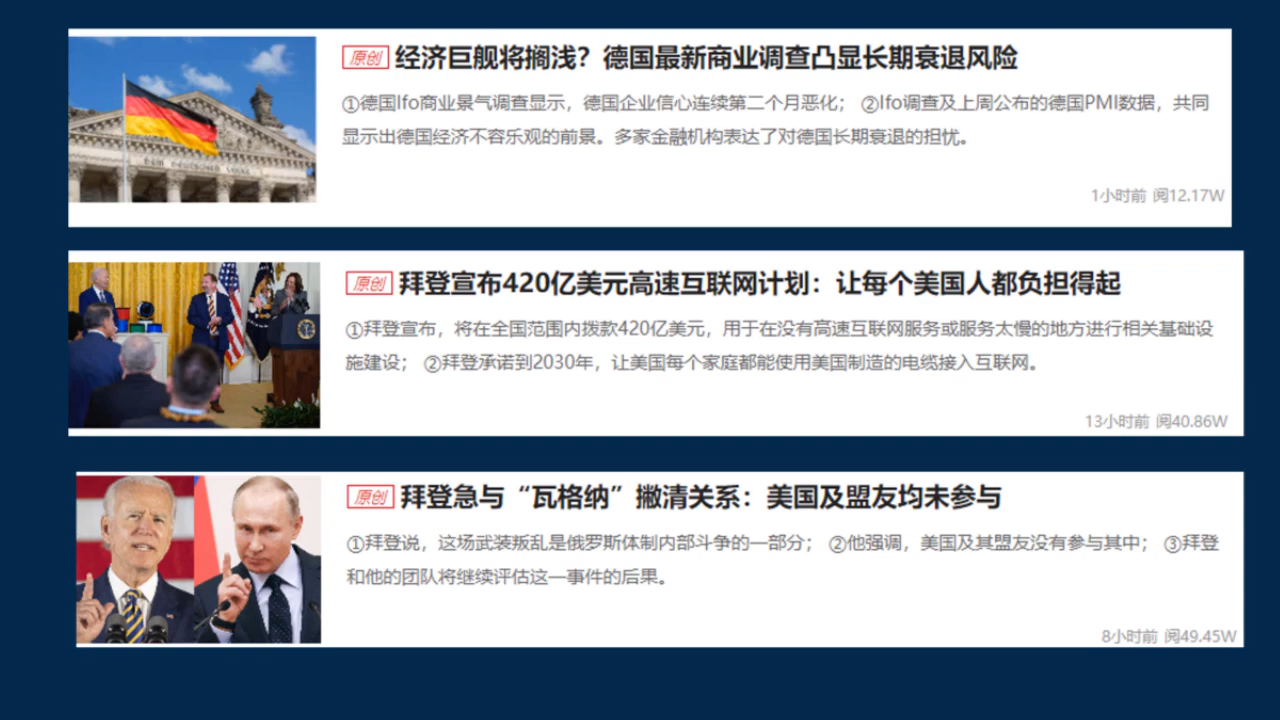 原创 经济巨舰将搁浅？德国最新商业调查凸显长期衰退风险
①德国Ifo商业景气调查显示，德国企业信心连续第二个月恶化； ②Ifo调查及上周公布的德国PMI数据，共同
显示出德国经济不容乐观的前景。多家金融机构表达了对德国长期衰退的担忧。
1小时前 阅12.17W
原创 拜登宣布420亿美元高速互联网计划：让每个美国人都负担得起
①拜登宣布，将在全国范围内拨款420亿美元，用于在没有高速互联网服务或服务太慢的地方进行相关基础设
施建设； ②拜登承诺到2030年，让美国每个家庭都能使用美国制造的电缆接入互联网。
13小时前 阅40.86W
原创 拜登急与“瓦格纳”撇清关系：美国及盟友均未参与
①拜登说，这场武装叛乱是俄罗斯体制内部斗争的一部分； ②他强调，美国及其盟友没有参与其中； ③拜登
和他的团队将继续评估这一事件的后果。
8小时前 阅49.45W